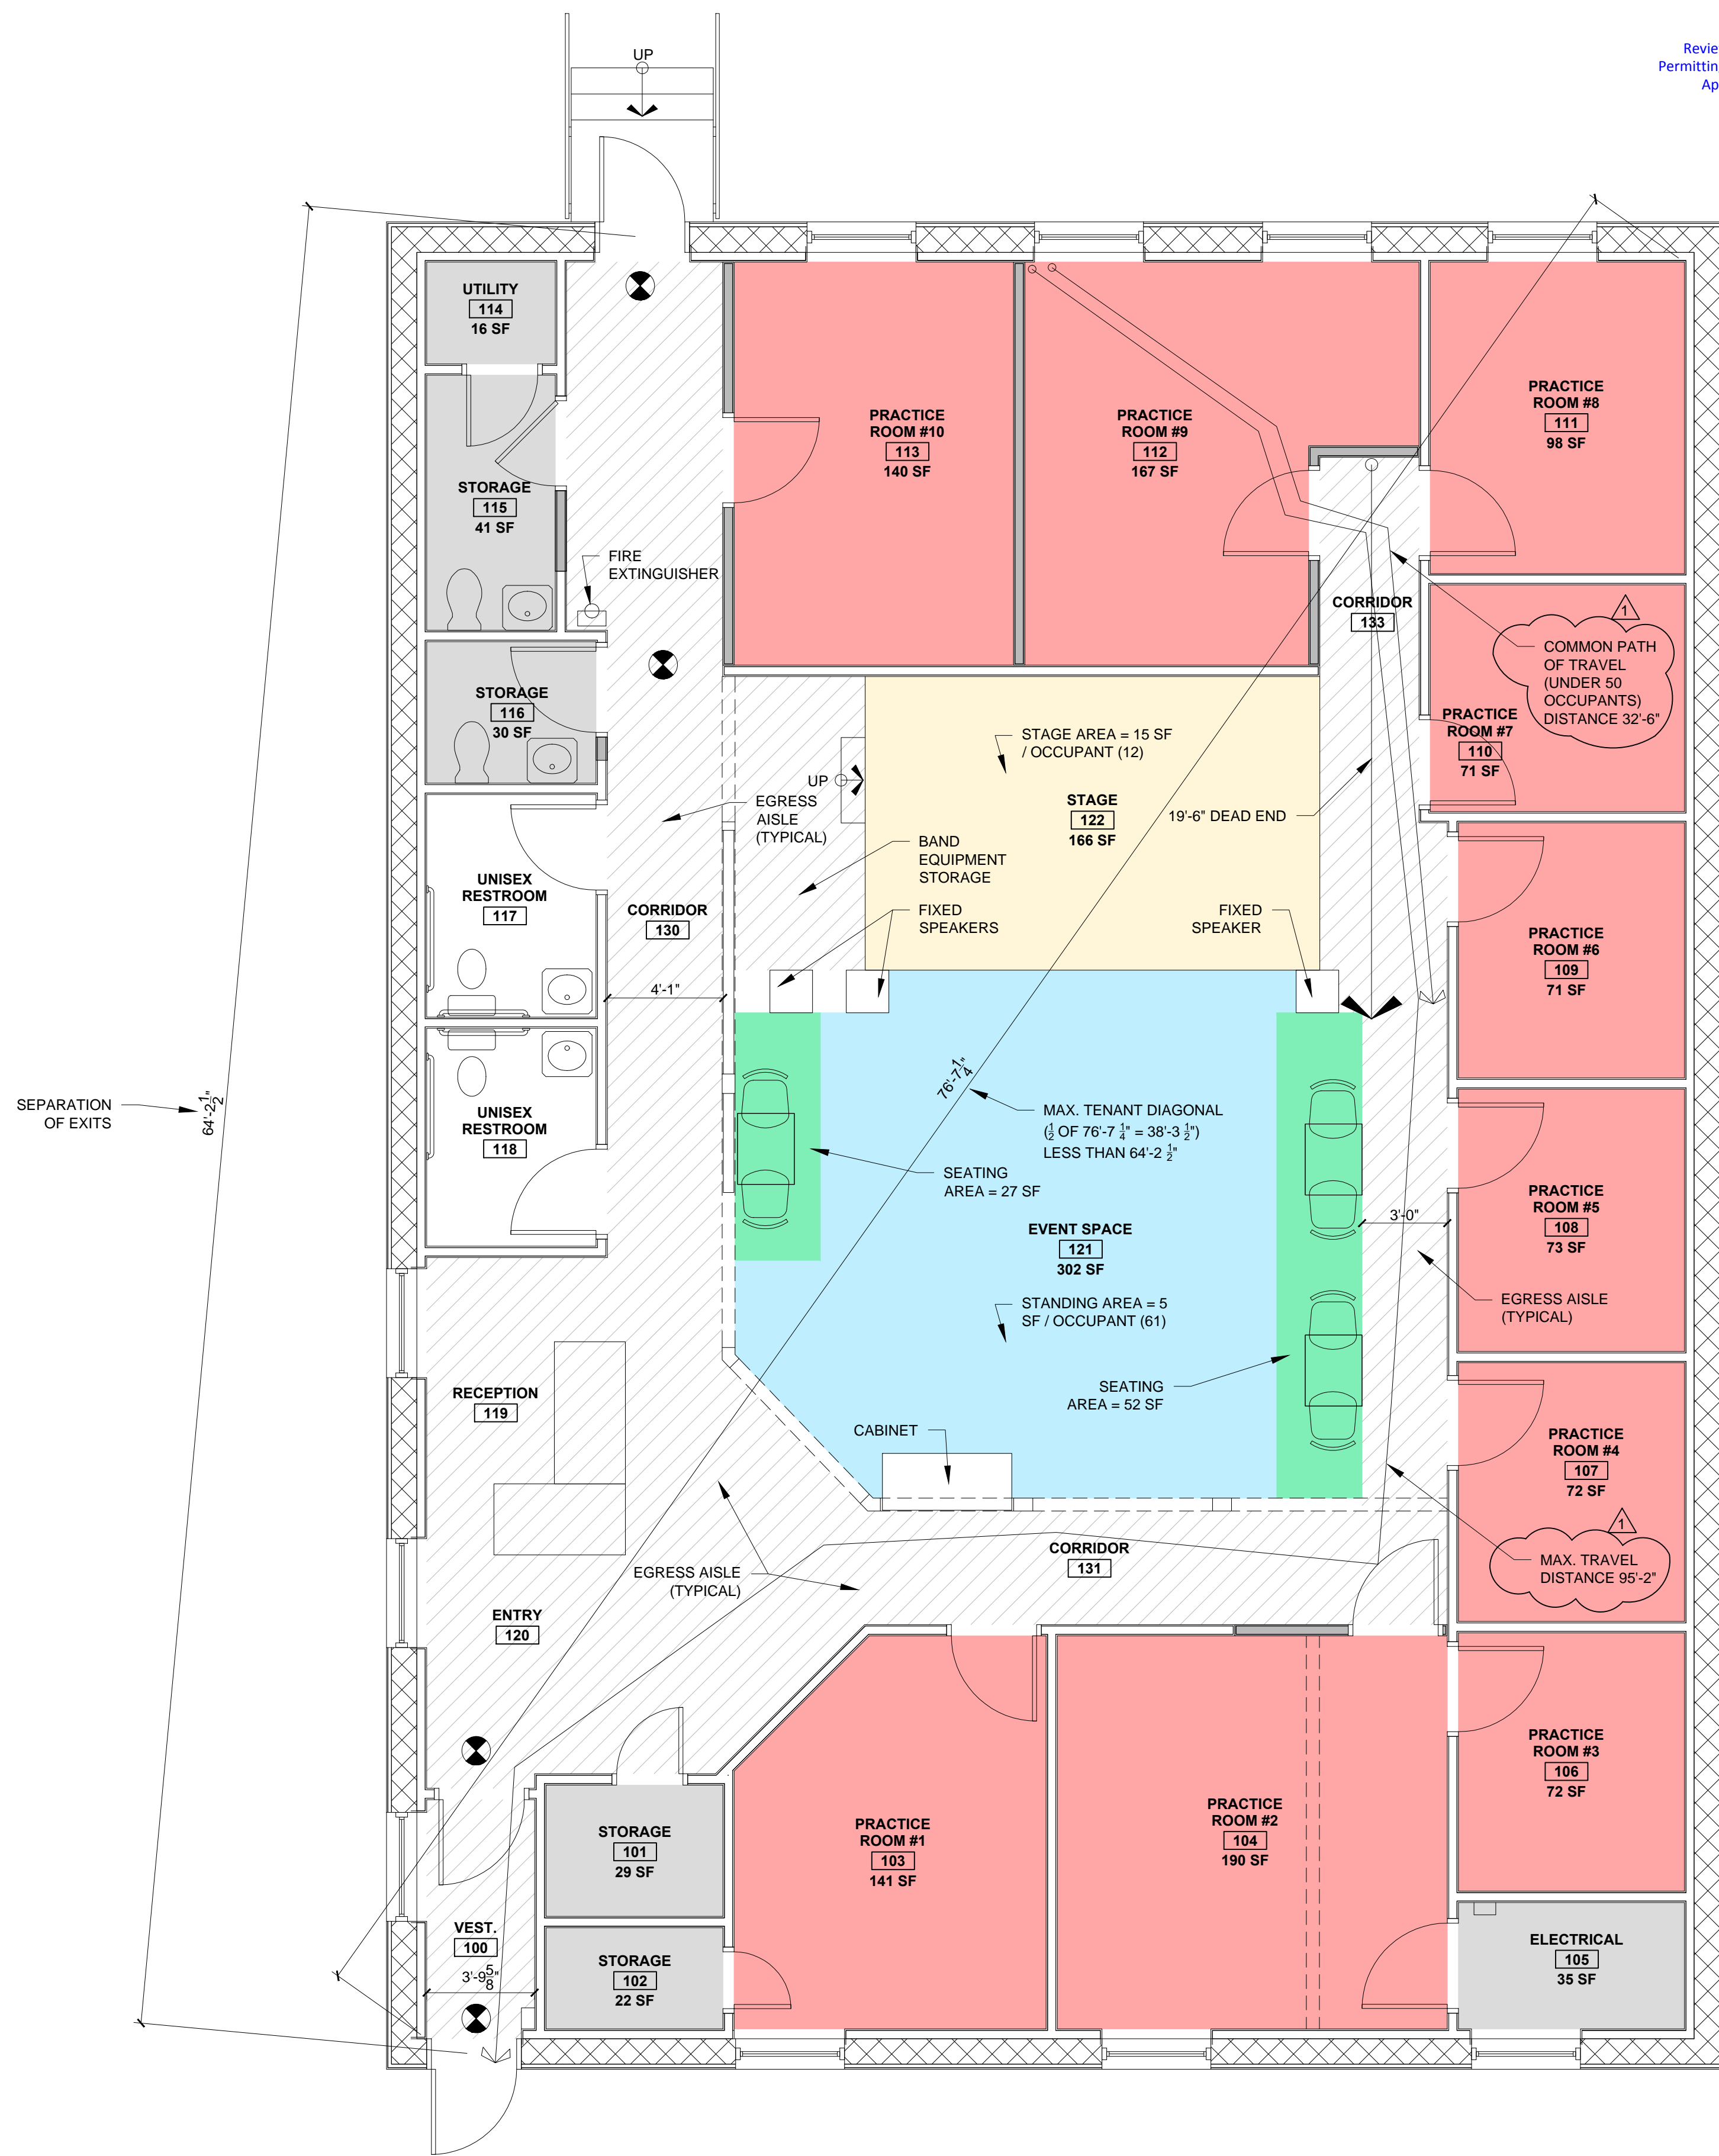 Revie
Permittin
Ap
UP
UTILITY
114
16 SF
STORAGE
115
41 SF
FIRE
EXTINGUISHER
PRACTICE
ROOM #10
113
140 SF
PRACTICE
ROOM #9
112
167 SF
PRACTICE
ROOM #8
111
98 SF
CORRIDOR
133
1
COMMON PATH
OF TRAVEL
(UNDER 50
OCCUPANTS)
DISTANCE 32'-6"
PRACTICE
ROOM #7
110
71 SF
STORAGE
116
30 SF
UP
EGRESS
AISLE
(TYPICAL)
STAGE AREA = 15 SF
/ OCCUPANT (12)
STAGE
122
166 SF
19'-6" DEAD END
BAND
EQUIPMENT
STORAGE
FIXED
SPEAKERS
FIXED
SPEAKER
UNISEX
RESTROOM
117
CORRIDOR
130
4'-1"
PRACTICE
ROOM #6
109
71 SF
SEPARATION
OF EXITS
64'-2 1/2"
UNISEX
RESTROOM
118
76'-7 1/4"
MAX. TENANT DIAGONAL
(1/2 OF 76'-7 1/4" = 38'-3 1/2")
LESS THAN 64'-2 1/2"
SEATING
AREA = 27 SF
EVENT SPACE
121
302 SF
3'-0"
PRACTICE
ROOM #5
108
73 SF
STANDING AREA = 5
SF / OCCUPANT (61)
EGRESS AISLE
(TYPICAL)
SEATING
AREA = 52 SF
RECEPTION
119
CABINET
PRACTICE
ROOM #4
107
72 SF
1
MAX. TRAVEL
DISTANCE 95'-2"
CORRIDOR
131
EGRESS AISLE
(TYPICAL)
ENTRY
120
PRACTICE
ROOM #3
106
72 SF
STORAGE
101
29 SF
PRACTICE
ROOM #1
103
141 SF
PRACTICE
ROOM #2
104
190 SF
VEST.
100
3'-9 5/8"
STORAGE
102
22 SF
ELECTRICAL
105
35 SF